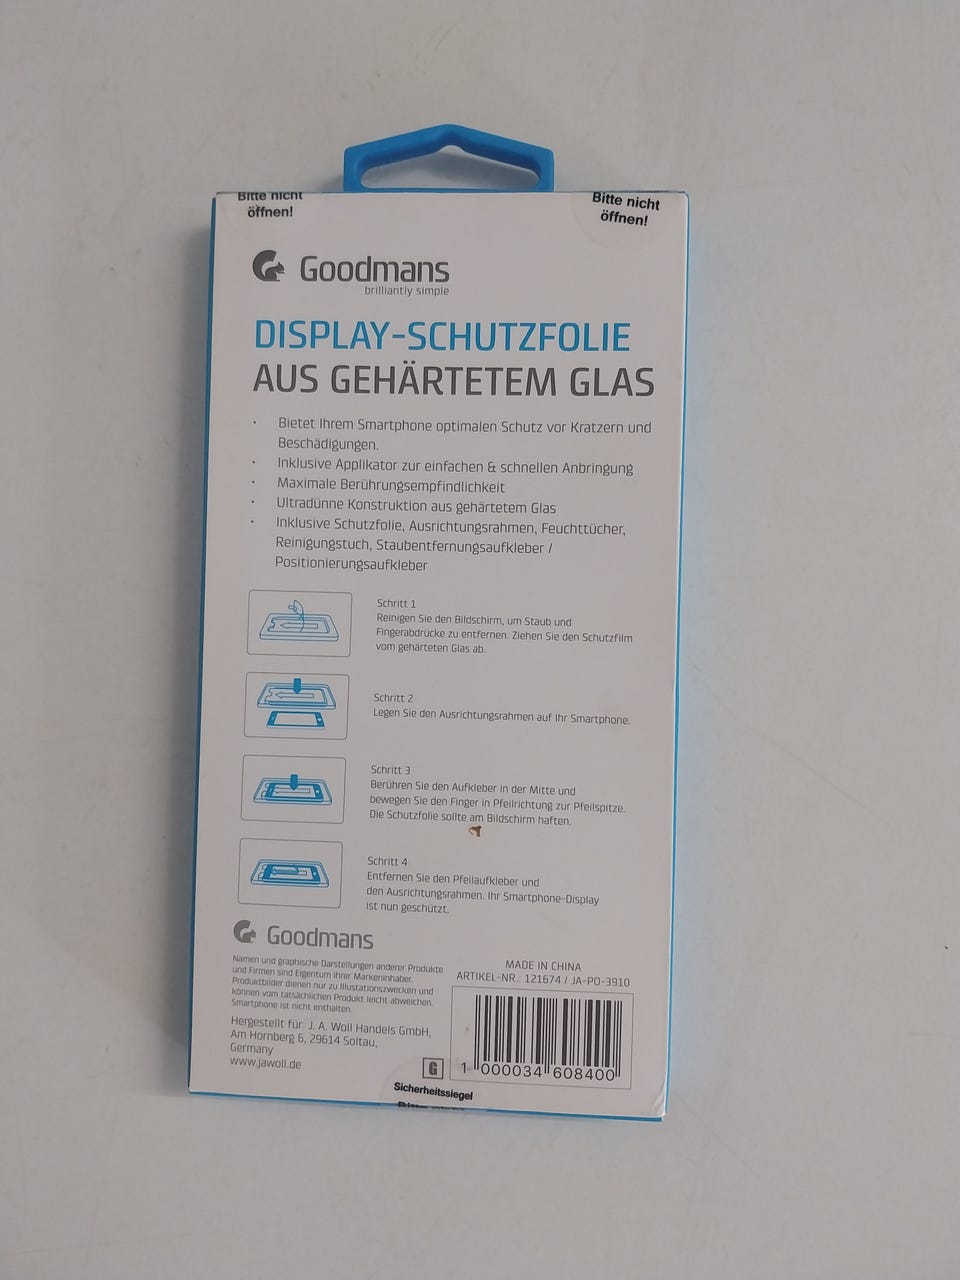 Bitte nicht
öffnen!
Bitte nicht
öffnen!
Goodmans
brilliantly simple
DISPLAY-SCHUTZFOLIE
AUS GEHÄRTETEM GLAS
· Bietet Ihrem Smartphone optimalen Schutz vor Kratzern und
Beschädigungen.
· Inklusive Applikator zur einfachen & schnellen Anbringung
· Maximale Berührungsempfindlichkeit
· Ultradünne Konstruktion aus gehärtetem Glas
· Inklusive Schutzfolie, Ausrichtungsrahmen, Feuchttücher,
Reinigungstuch, Staubentfernungsaufkleber /
Positionierungsaufkleber
Schritt 1
Reinigen Sie den Bildschirm, um Staub und
Fingerabdrücke zu entfernen. Ziehen Sie den Schutzfilm
vom gehärteten Glas ab.
Schritt 2
Legen Sie den Ausrichtungsrahmen auf Ihr Smartphone.
Schritt 3
Berühren Sie den Aufkleber in der Mitte und
bewegen Sie den Finger in Pfeilrichtung zur Pfeilspitze.
Die Schutzfolie sollte am Bildschirm haften.
Schritt 4
Entfernen Sie den Pfeilaufkleber und
den Ausrichtungsrahmen. Ihr Smartphone-Display
ist nun geschützt.
Goodmans
Namen und graphische Darstellungen anderer Produkte
und Firmen sind Eigentum ihrer Markeninhaber.
Produktbilder dienen nur zu Illustationszwecken und
können vom tatsächlichen Produkt leicht abweichen.
Smartphone ist nicht enthalten.
Hergestellt für: J. A. Woll Handels GmbH,
Am Hornberg 6, 29614 Soltau,
Germany
www.jawoll.de
MADE IN CHINA
ARTIKEL-NR.: 121674 / JA-PO-3910
G
1 000034 608400
Sicherheitssiegel
Bitte nicht